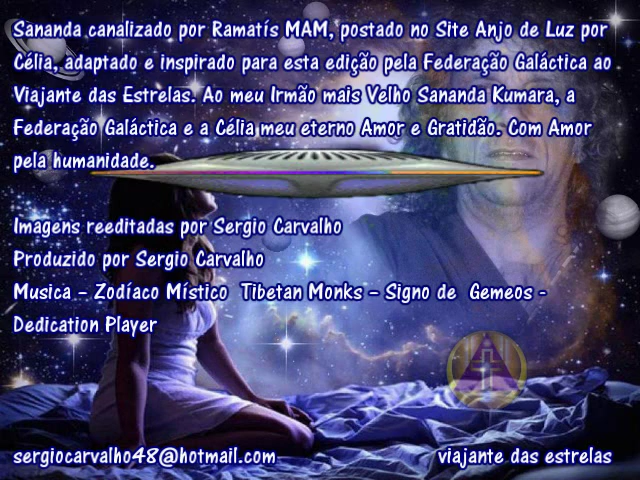 Sananda canalizado por Ramatís MAM, postado no Site Anjo de Luz por
Célia, adaptado e inspirado para esta edição pela Federação Galáctica ao
Viajante das Estrelas. Ao meu Irmão mais Velho Sananda Kumara, a
Federação Galáctica e a Célia meu eterno Amor e Gratidão. Com Amor
pela humanidade.
Imagens reeditadas por Sergio Carvalho
Produzido por Sergio Carvalho
Musica – Zodíaco Místico Tibetan Monks – Signo de Gemeos -
Dedication Player
sergiocarvalho48@hotmail.com viajante das estrelas